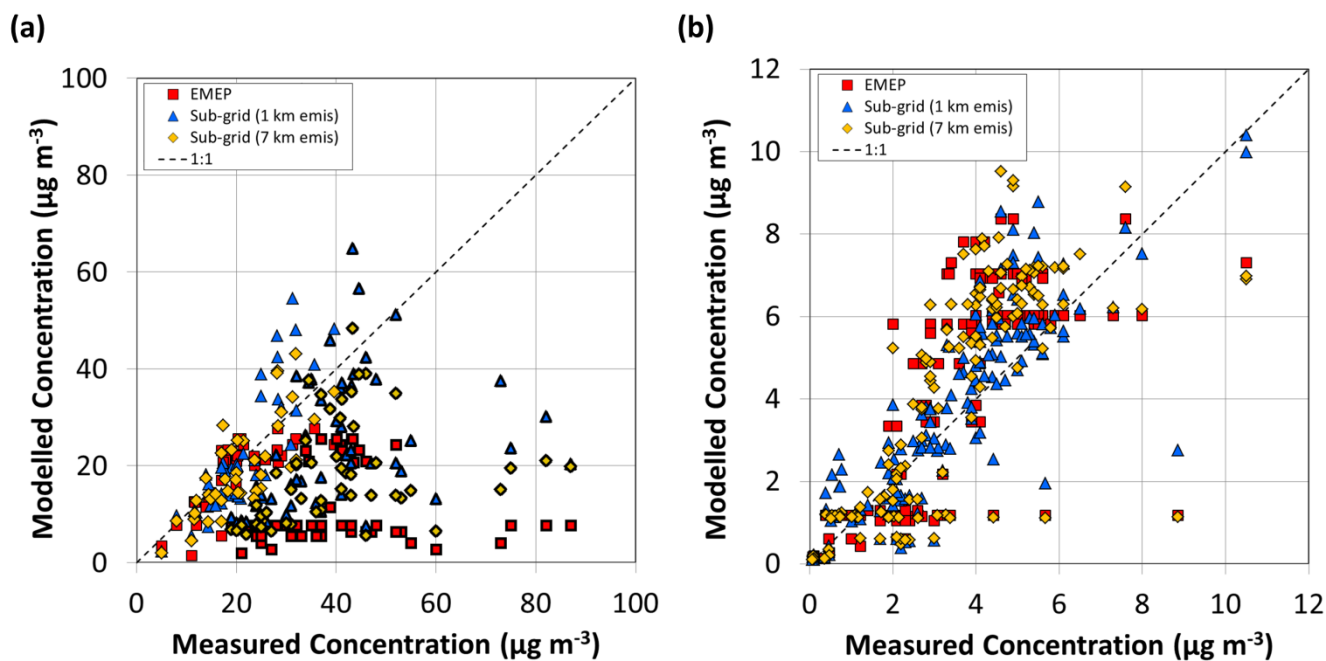 (a)
Modelled Concentration (µg m⁻³)
100
80
60
40
20
0
EMEP
Sub-grid (1 km emis)
Sub-grid (7 km emis)
1:1
0 20 40 60 80 100
Measured Concentration (µg m⁻³)
(b)
Modelled Concentration (µg m⁻³)
12
10
8
6
4
2
0
EMEP
Sub-grid (1 km emis)
Sub-grid (7 km emis)
1:1
0 2 4 6 8 10 12
Measured Concentration (µg m⁻³)